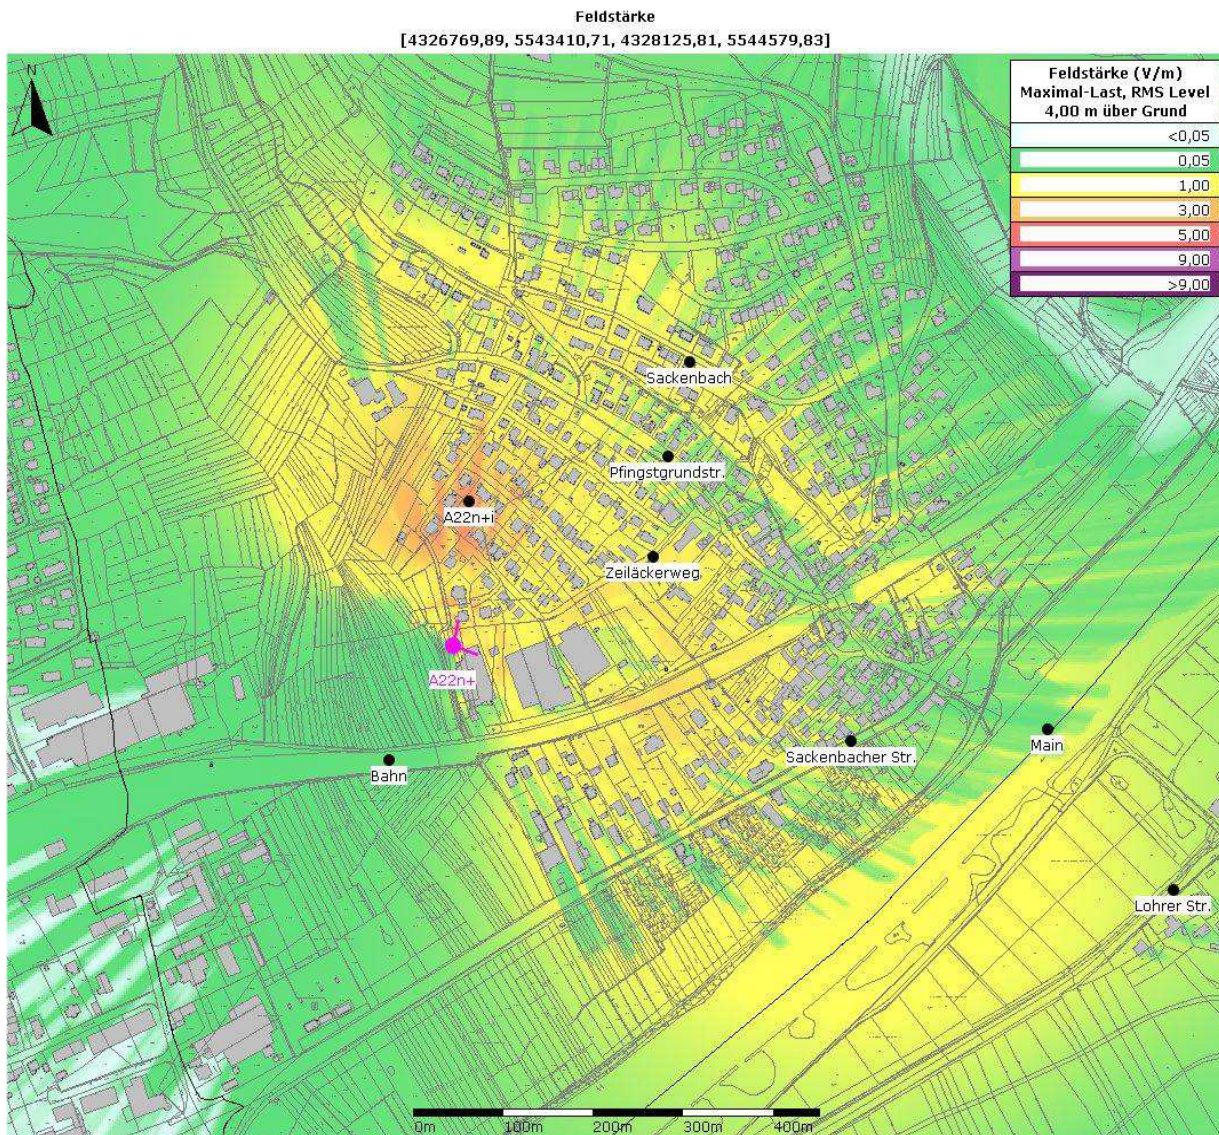 Feldstärke
[4326769,89, 5543410,71, 4328125,81, 5544579,83]
N
Feldstärke (V/m)
Maximal-Last, RMS Level
4,00 m über Grund
<0,05
0,05
1,00
3,00
5,00
9,00
>9,00
Sackenbach
Pfingstgrundstr.
A22n+i
Zeiläckerweg
A22n+
Main
Sackenbacher Str.
Bahn
Lohrer Str.
0m
100m
200m
300m
400m